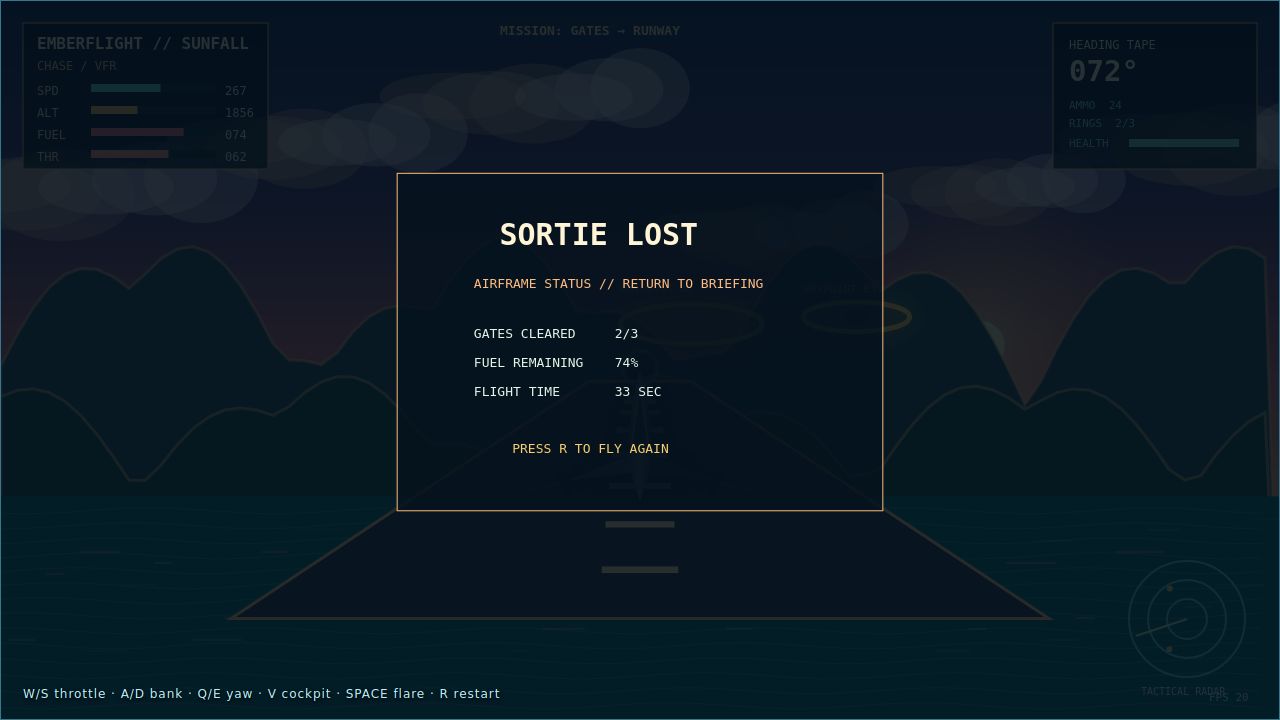 EMBERFLIGHT // SUNFALL
CHASE / VFR
SPD 267
ALT 1856
FUEL 074
THR 062
MISSION: GATES → RUNWAY
HEADING TAPE
072°
AMMO 24
RINGS 2/3
HEALTH
SORTIE LOST
AIRFRAME STATUS // RETURN TO BRIEFING
GATES CLEARED 2/3
FUEL REMAINING 74%
FLIGHT TIME 33 SEC
PRESS R TO FLY AGAIN
W/S throttle · A/D bank · Q/E yaw · V cockpit · SPACE flare · R restart
TACTICAL RADAR
FPS 20